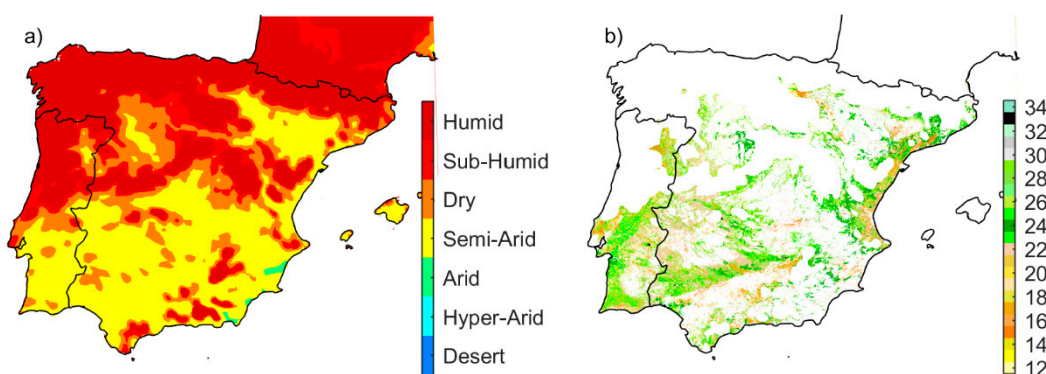 a)
Humid
Sub-Humid
Dry
Semi-Arid
Arid
Hyper-Arid
Desert
b)
34
32
30
28
26
24
22
20
18
16
14
12